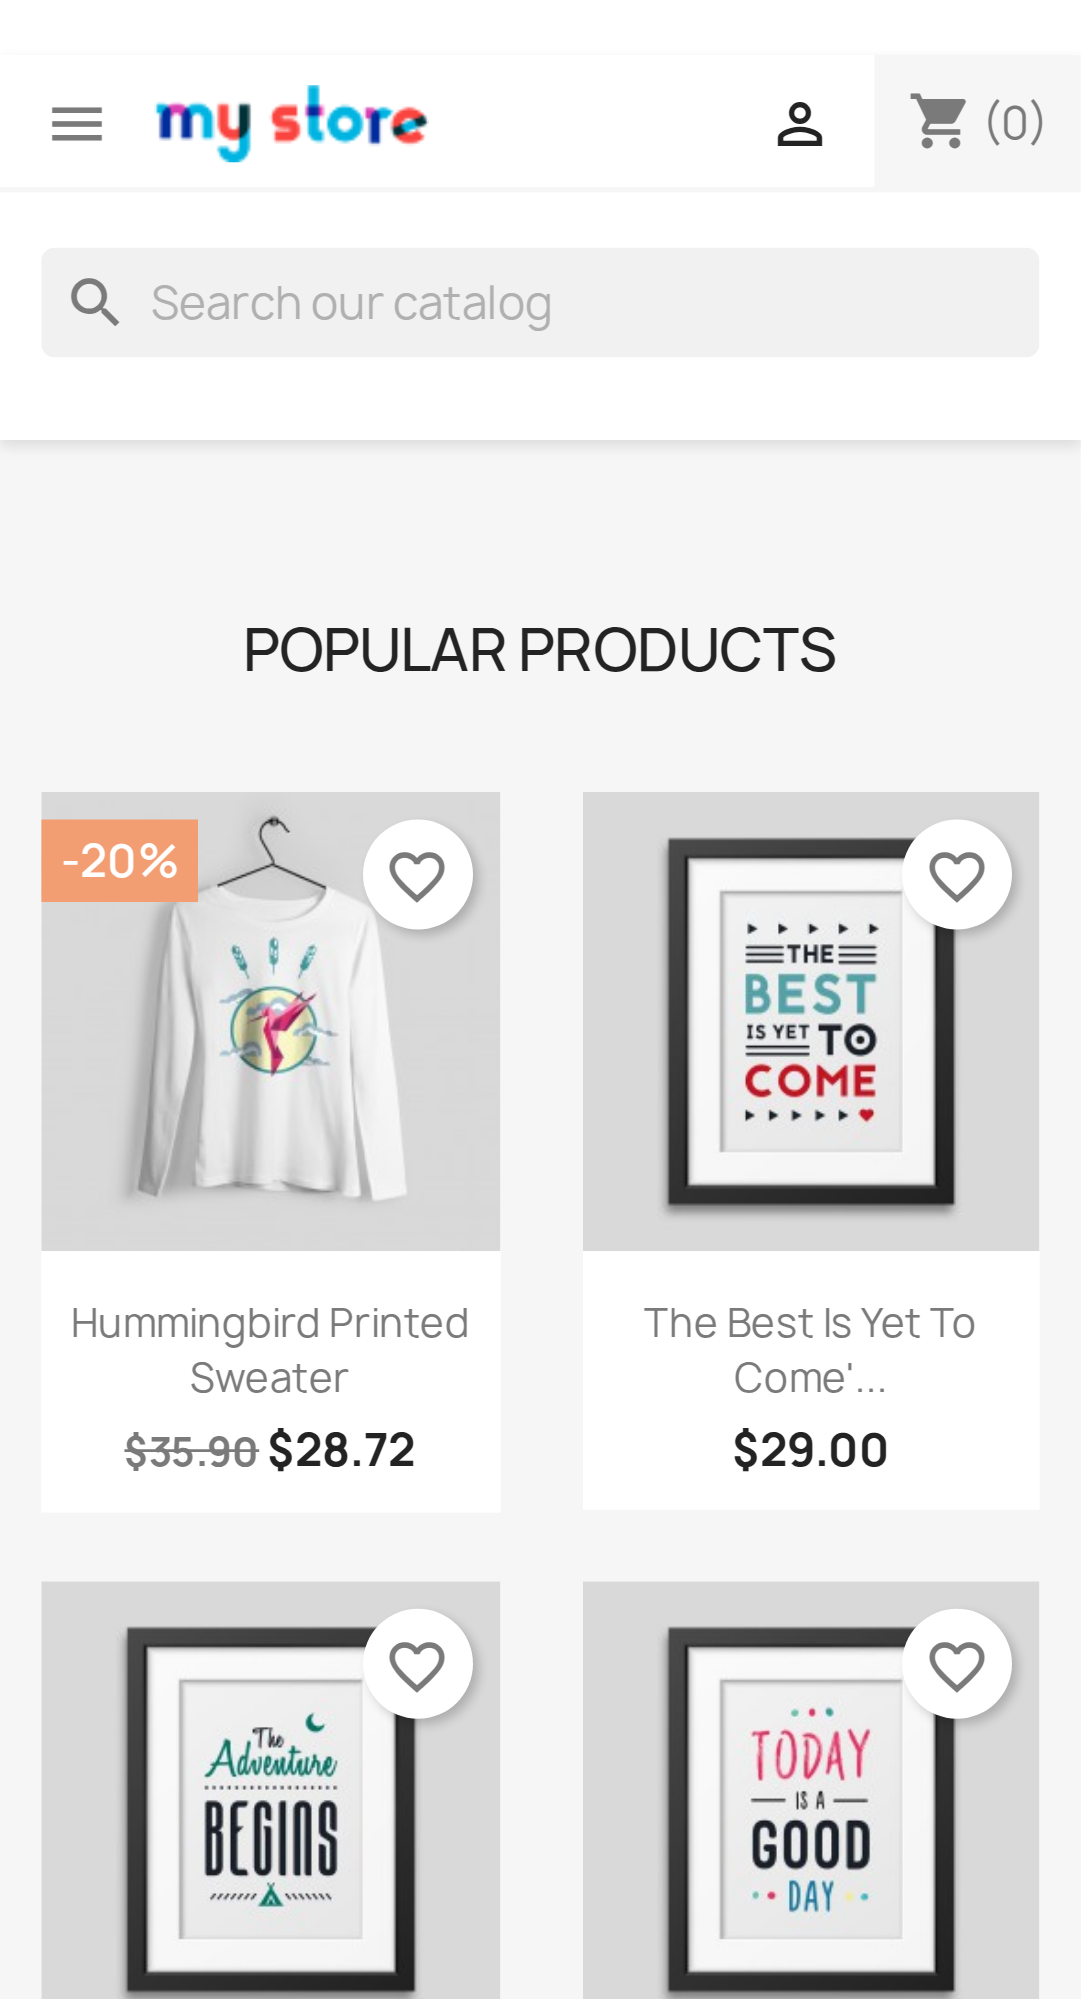 my store
(0)
Search our catalog
POPULAR PRODUCTS
-20%
THE
BEST
IS YET TO
COME
Hummingbird Printed
Sweater
$35.90 $28.72
The Best Is Yet To
Come'...
$29.00
The
Adventure
BEGINS
TODAY
IS A
GOOD
DAY